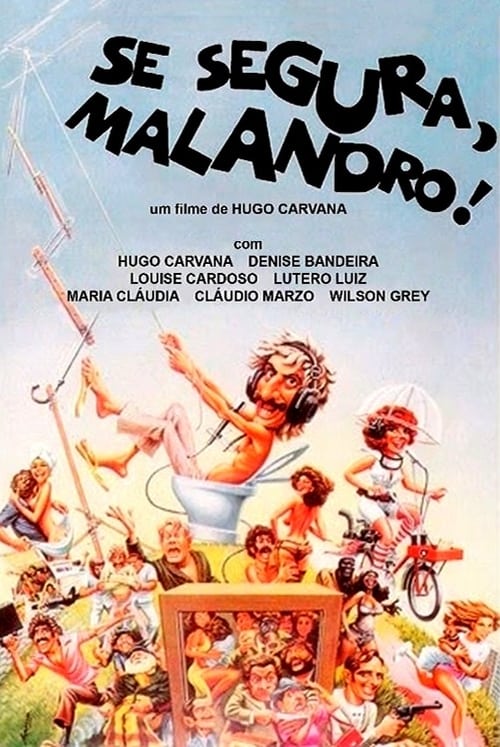 SE SEGURA,
MALANDRO!
um filme de HUGO CARVANA
com
HUGO CARVANA DENISE BANDEIRA
LOUISE CARDOSO LUTERO LUIZ
MARIA CLÁUDIA CLÁUDIO MARZO WILSON GREY